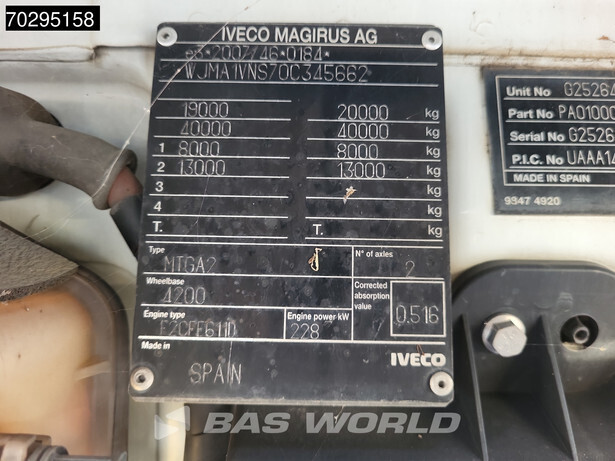 70295158
IVECO MAGIRUS AG
e3*2007/46*0184*
WJMA1VNS70C345662
19000 20000 kg
40000 40000 kg
1 8000 8000 kg
2 13000 13000 kg
3 kg
4 kg
T. T. kg
Type
MTGA2
N° of axles
2
Wheelbase
4200
Corrected absorption value
0.516
Engine type
F2CFE611D
Engine power kW
228
Made in
SPAIN
IVECO
Unit No G25264
Part No PA01000
Serial No G2526
P.I.C. No UAAA1
MADE IN SPAIN
9347 4920
BAS WORLD